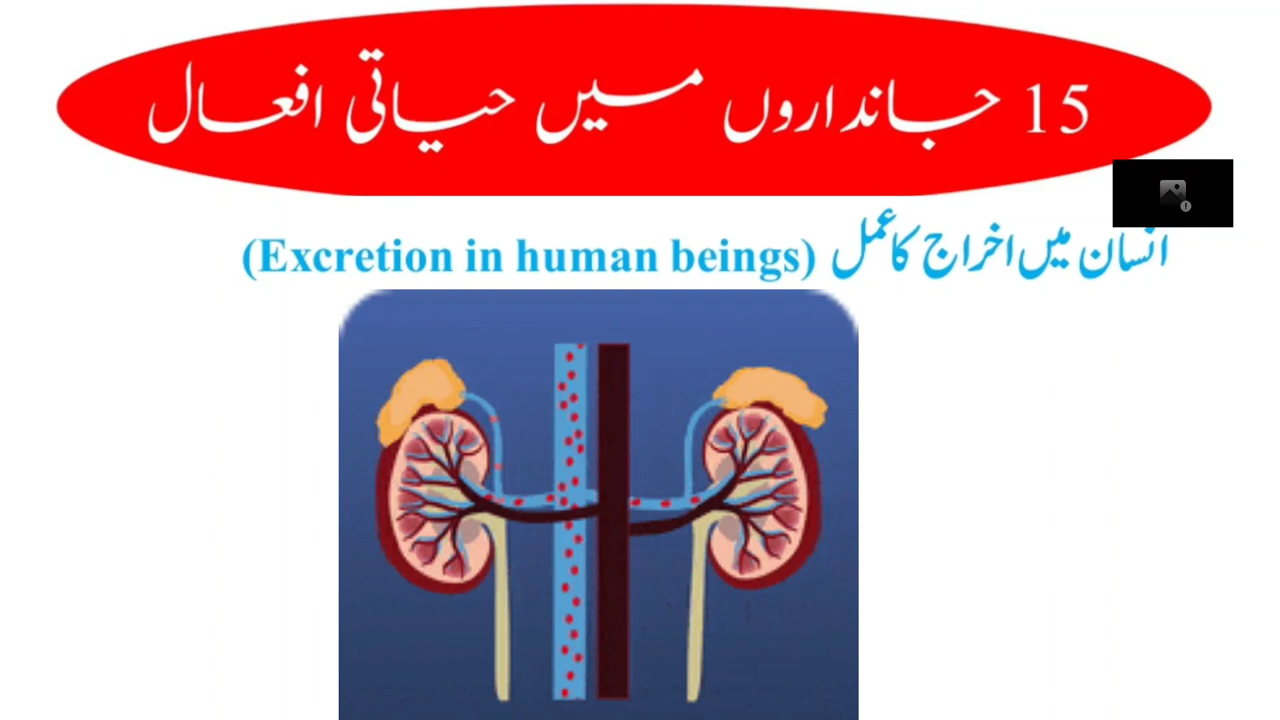 15 جانداروں میں حیاتی افعال
انسان میں اخراج کا عمل (Excretion in human beings)